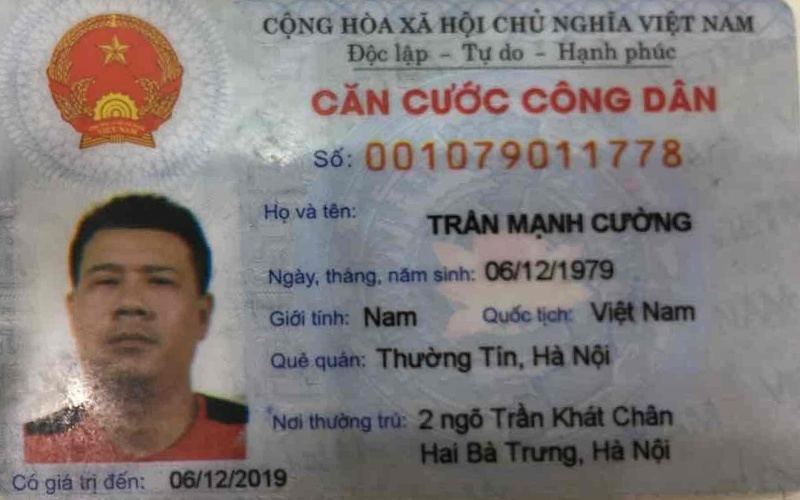 CỘNG HÒA XÃ HỘI CHỦ NGHĨA VIỆT NAM
Độc lập - Tự do - Hạnh phúc
CĂN CƯỚC CÔNG DÂN
Số: 001079011778
Họ và tên: TRẦN MẠNH CƯỜNG
Ngày, tháng, năm sinh: 06/12/1979
Giới tính: Nam Quốc tịch: Việt Nam
Quê quán: Thường Tín, Hà Nội
Nơi thường trú: 2 ngõ Trần Khát Chân
Hai Bà Trưng, Hà Nội
Có giá trị đến: 06/12/2019